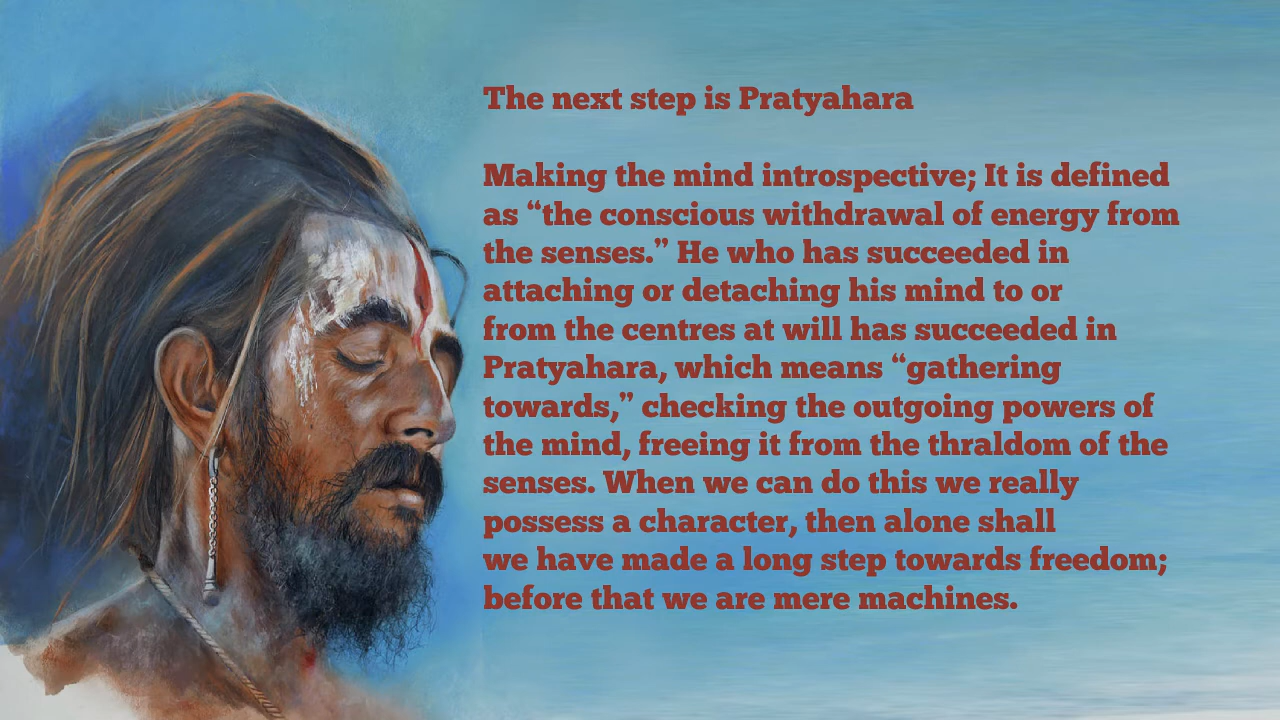 The next step is Pratyahara
Making the mind introspective; It is defined
as “the conscious withdrawal of energy from
the senses.” He who has succeeded in
attaching or detaching his mind to or
from the centres at will has succeeded in
Pratyahara, which means “gathering
towards,” checking the outgoing powers of
the mind, freeing it from the thraldom of the
senses. When we can do this we really
possess a character, then alone shall
we have made a long step towards freedom;
before that we are mere machines.